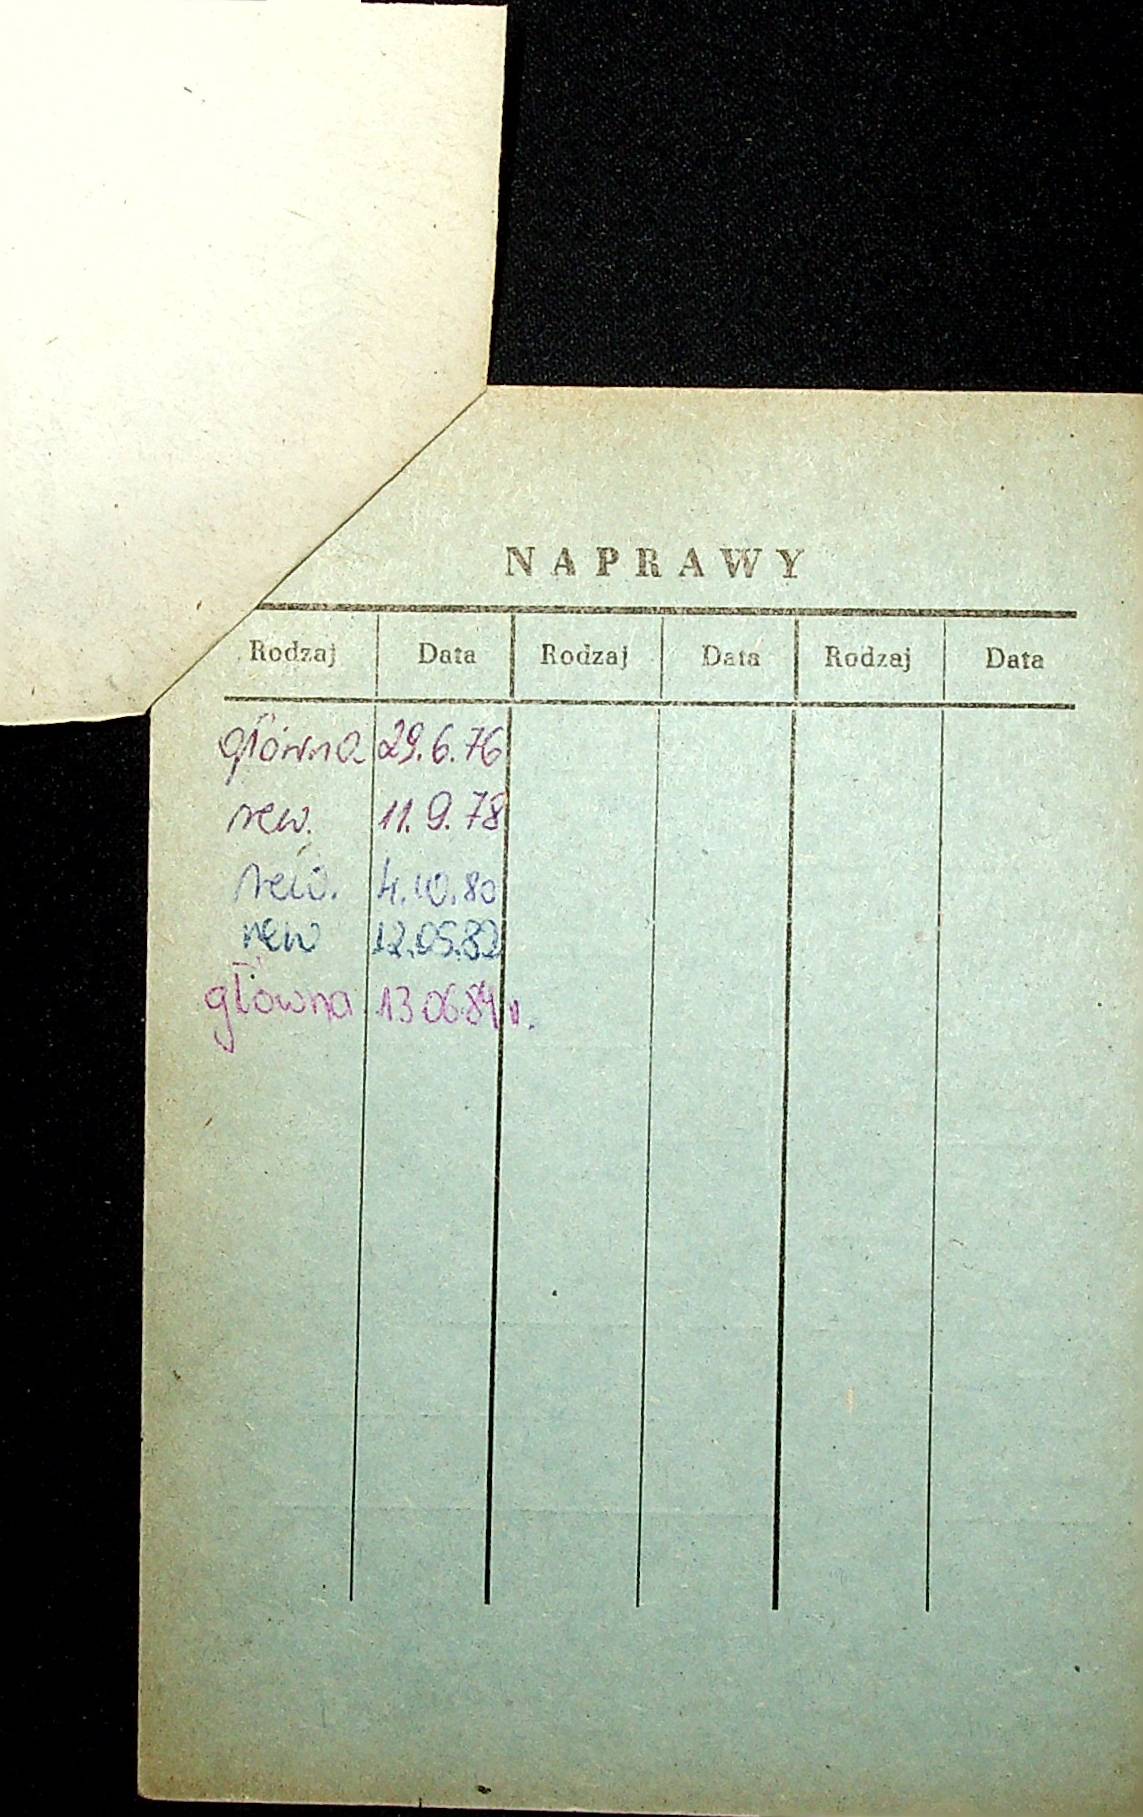 NAPRAWY
Rodzaj Data Rodzaj Data Rodzaj Data
główna 29.6.76
rew. 11.9.78
rew. 4.10.80
rew 12.05.82
główna 13 06.84 r.